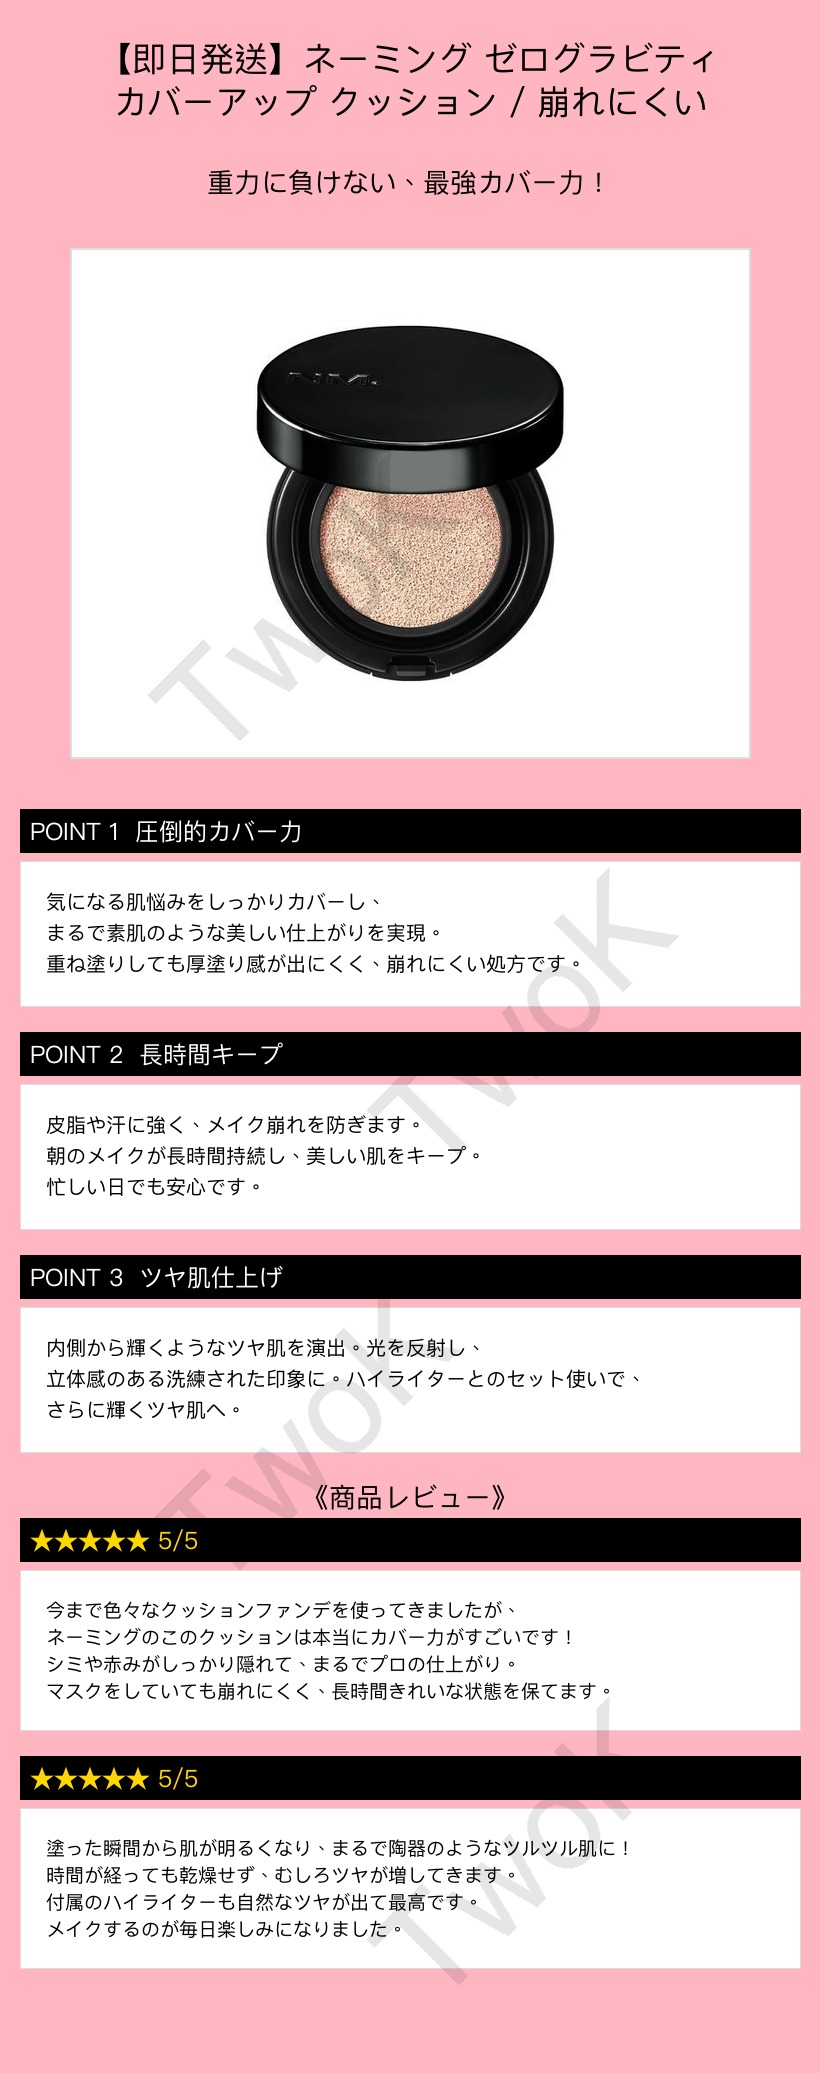 【即日発送】ネーミング ゼログラビティ
カバーアップ クッション / 崩れにくい
重力に負けない、最強カバー力！
NM.
TwoK
POINT 1 圧倒的カバー力
気になる肌悩みをしっかりカバーし、
まるで素肌のような美しい仕上がりを実現。
重ね塗りしても厚塗り感が出にくく、崩れにくい処方です。
TwoK
POINT 2 長時間キープ
皮脂や汗に強く、メイク崩れを防ぎます。
朝のメイクが長時間持続し、美しい肌をキープ。
忙しい日でも安心です。
POINT 3 ツヤ肌仕上げ
内側から輝くようなツヤ肌を演出。光を反射し、
立体感のある洗練された印象に。ハイライターとのセット使いで、
さらに輝くツヤ肌へ。
TwoK
《商品レビュー》
★★★★★ 5/5
今まで色々なクッションファンデを使ってきましたが、
ネーミングのこのクッションは本当にカバー力がすごいです！
シミや赤みがしっかり隠れて、まるでプロの仕上がり。
マスクをしていても崩れにくく、長時間きれいな状態を保てます。
★★★★★ 5/5
塗った瞬間から肌が明るくなり、まるで陶器のようなツルツル肌に！
時間が経っても乾燥せず、むしろツヤが増してきます。
付属のハイライターも自然なツヤが出て最高です。
メイクするのが毎日楽しみになりました。
TwoK